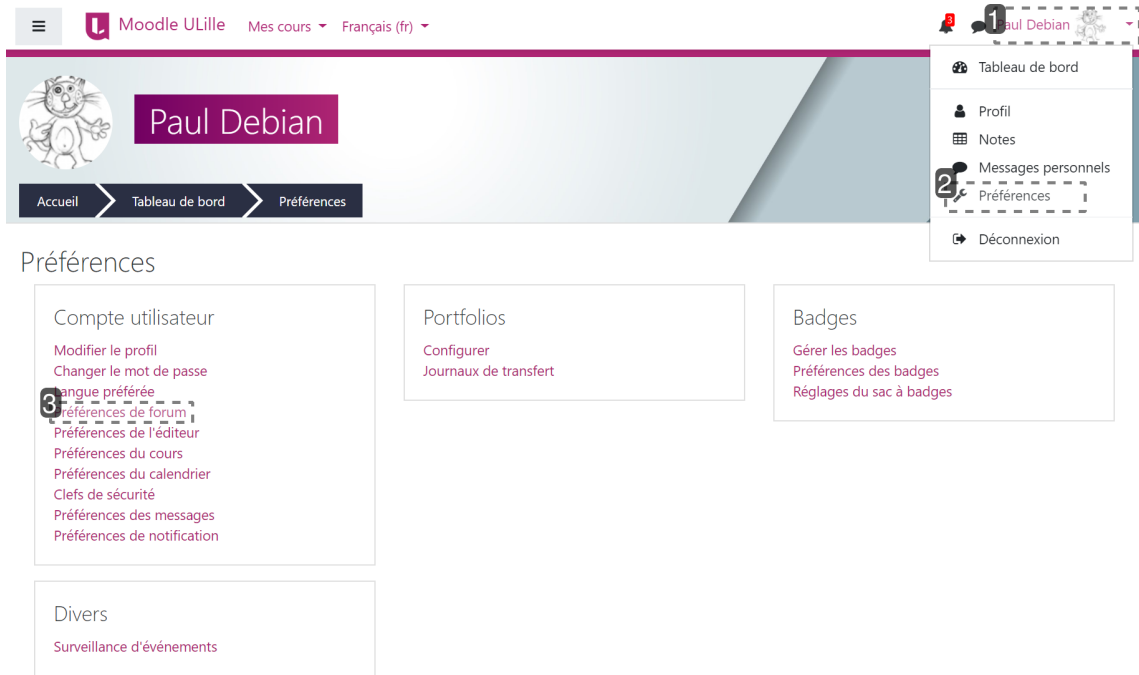 Moodle ULille Mes cours Français (fr) 3 1 Paul Debian
Tableau de bord
Profil
Notes
Messages personnels
2 Préférences
Déconnexion
Paul Debian
Accueil Tableau de bord Préférences
Préférences
Compte utilisateur
Modifier le profil
Changer le mot de passe
Langue préférée
3 Préférences de forum
Préférences de l'éditeur
Préférences du cours
Préférences du calendrier
Clefs de sécurité
Préférences des messages
Préférences de notification
Portfolios
Configurer
Journaux de transfert
Badges
Gérer les badges
Préférences des badges
Réglages du sac à badges
Divers
Surveillance d'événements